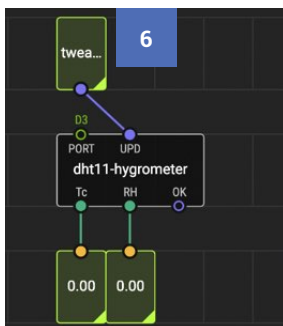 6
twea...
D3
PORT UPD
dht11-hygrometer
Tc RH OK
0.00 0.00